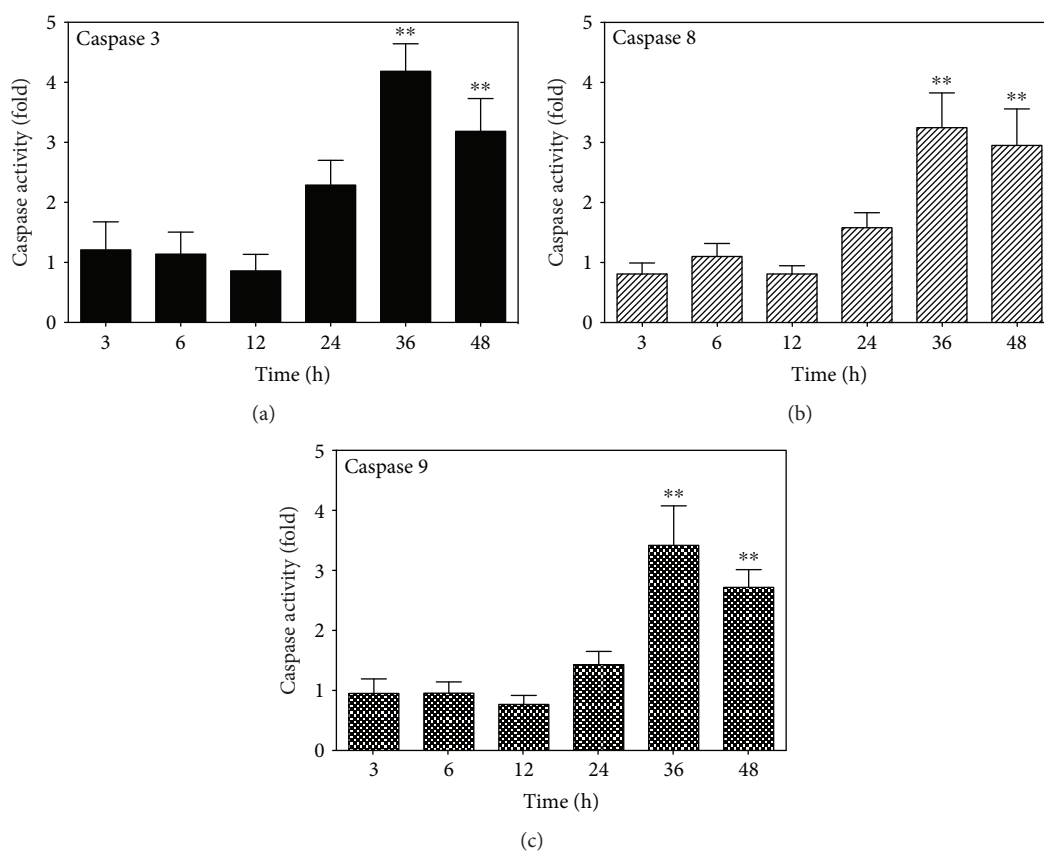 Caspase 3
Caspase activity (fold)
5
4
3
2
1
0
**
**
3 6 12 24 36 48
Time (h)
(a)
Caspase 8
Caspase activity (fold)
5
4
3
2
1
0
**
**
3 6 12 24 36 48
Time (h)
(b)
Caspase 9
Caspase activity (fold)
5
4
3
2
1
0
**
**
3 6 12 24 36 48
Time (h)
(c)